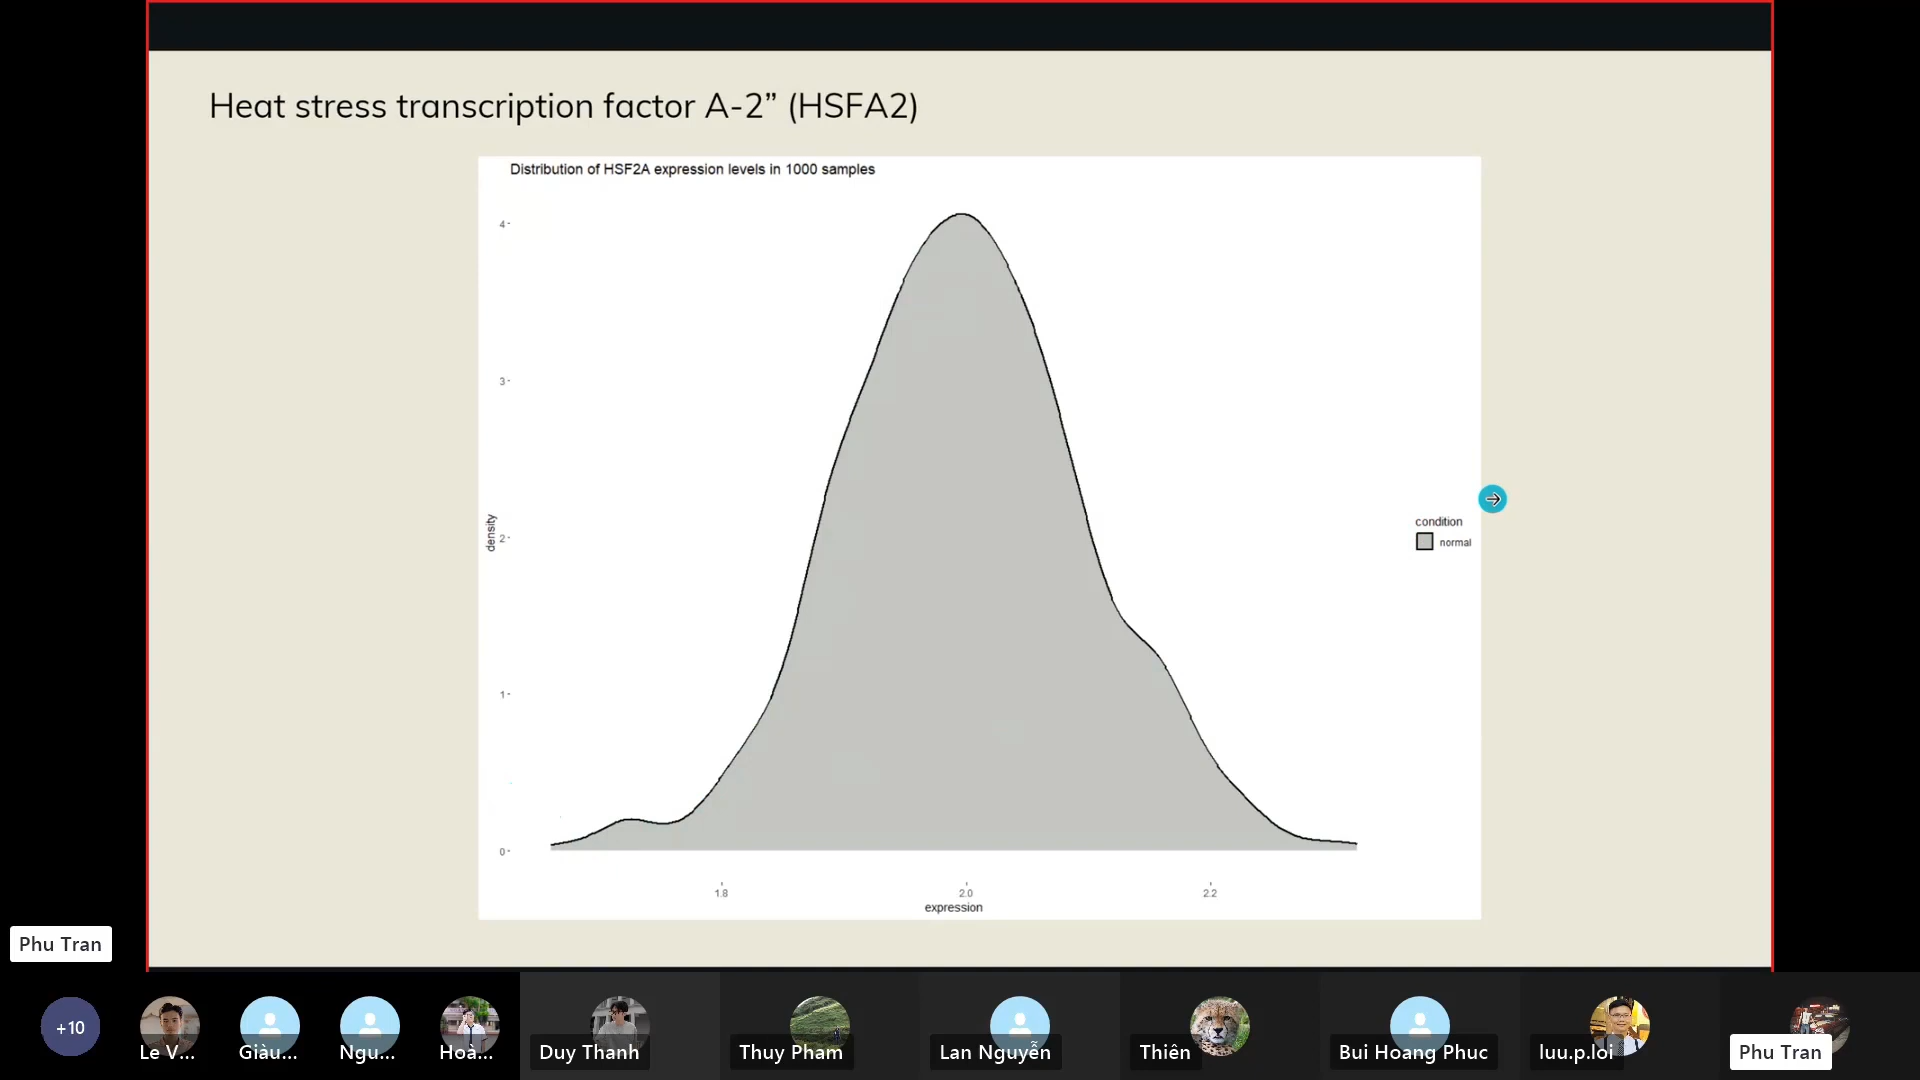 Heat stress transcription factor A-2” (HSFA2)
Distribution of HSF2A expression levels in 1000 samples
4
3
density
2
1
0
1.8
2.0
2.2
expression
condition
normal
Phu Tran
+10
Le V...
Giàu...
Ngu...
Hoà...
Duy Thanh
Thuy Pham
Lan Nguyễn
Thiên
Bui Hoang Phuc
luu.p.loi
Phu Tran